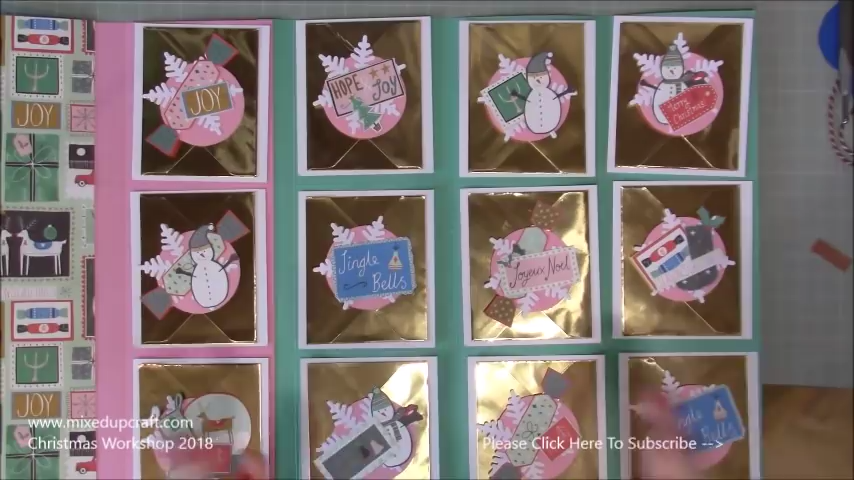 JOY
HOPE
JOY
Merry
Christmas
JOY
Jingle
Bells
Joyeux Noël
JOY
www.mixedupcraft.com
Christmas Workshop 2018
Please Click Here To Subscribe -->
Jingle
Bells